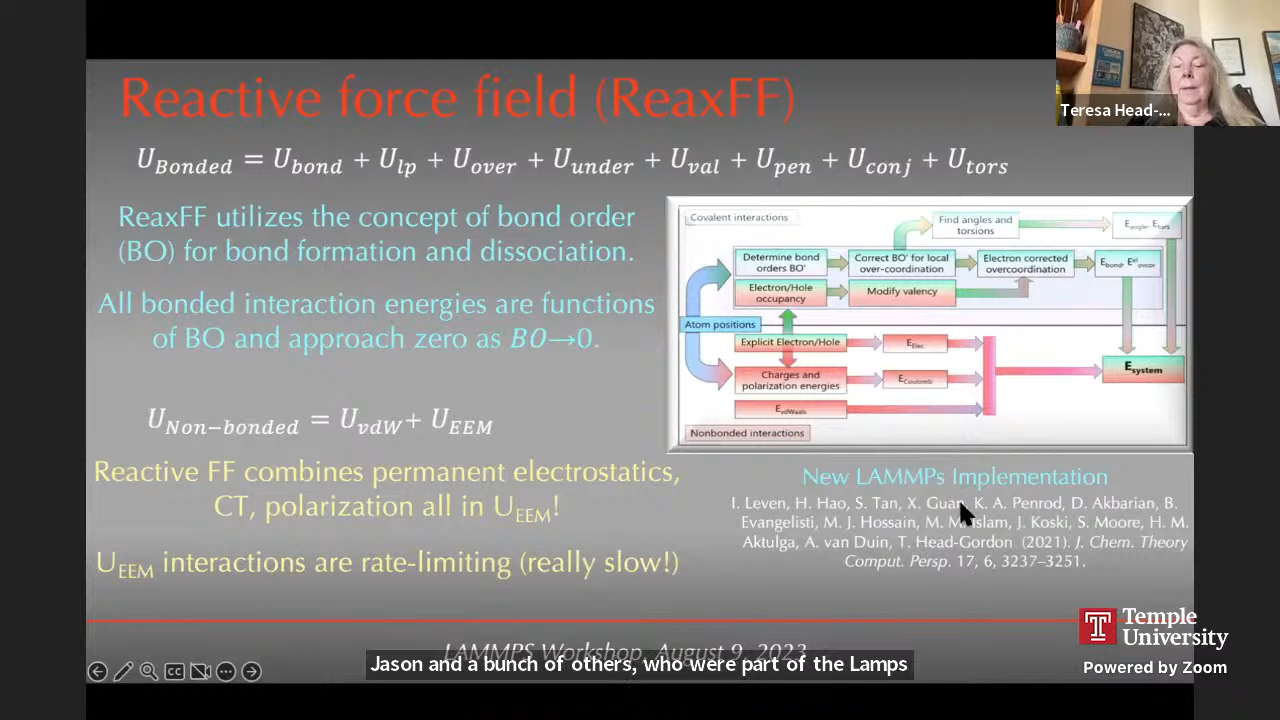 Reactive force field (ReaxFF)
U_Bonded = U_bond + U_lp + U_over + U_under + U_val + U_pen + U_conj + U_tors
ReaxFF utilizes the concept of bond order
(BO) for bond formation and dissociation.
All bonded interaction energies are functions
of BO and approach zero as BO→0.
U_Non−bonded = U_vdW + U_EEM
Reactive FF combines permanent electrostatics,
CT, polarization all in U_EEM!
U_EEM interactions are rate-limiting (really slow!)
Covalent interactions
Find angles and
torsions
E_angle, E_tors
Determine bond
orders BO'
Correct BO' for local
over-coordination
Electron corrected
overcoordination
E_bond,
Electron/Hole
occupancy
Modify valency
Atom positions
Explicit Electron/Hole
E_Elec
Charges and
polarization energies
E_Coulomb
E_system
E_vdWaals
Nonbonded interactions
New LAMMPs Implementation
I. Leven, H. Hao, S. Tan, X. Guan, K. A. Penrod, D. Akbarian, B.
Evangelisti, M. J. Hossain, M. M. Islam, J. Koski, S. Moore, H. M.
Aktulga, A. van Duin, T. Head-Gordon (2021). J. Chem. Theory
Comput. Persp. 17, 6, 3237–3251.
LAMMPS Workshop, August 9, 2023
Jason and a bunch of others, who were part of the Lamps
CC
Teresa Head-...
Temple
University
Powered by Zoom